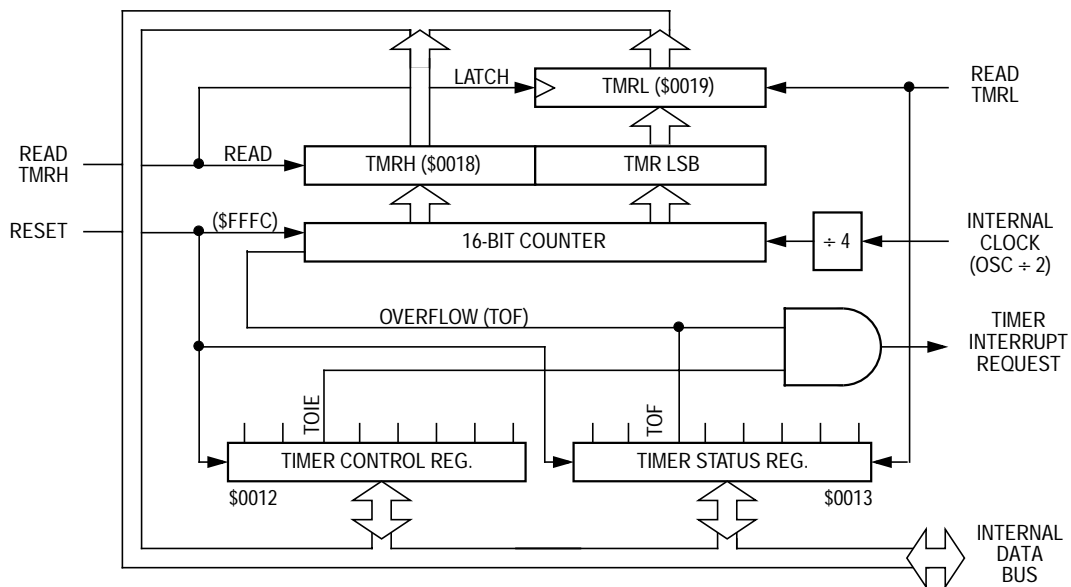 LATCH
TMRL ($0019)
READ
TMRL
READ
TMRH
READ
TMRH ($0018)
TMR LSB
RESET
($FFFC)
16-BIT COUNTER
÷ 4
INTERNAL
CLOCK
(OSC ÷ 2)
OVERFLOW (TOF)
TIMER
INTERRUPT
REQUEST
TOIE
TOF
TIMER CONTROL REG.
TIMER STATUS REG.
$0012
$0013
INTERNAL
DATA
BUS